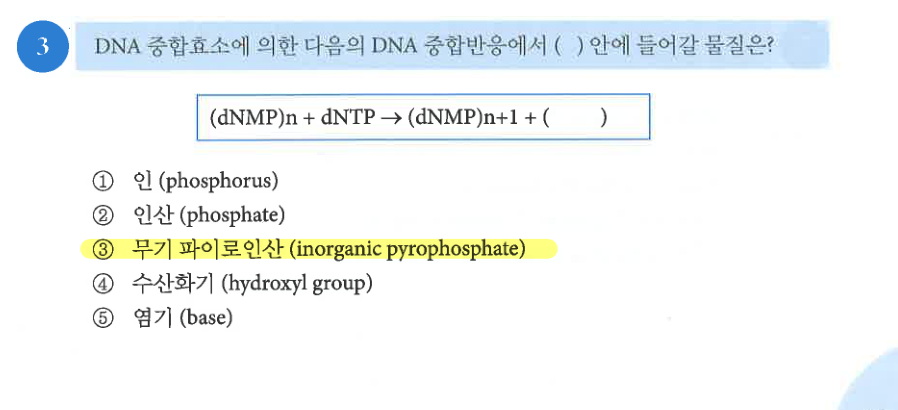 3
DNA 중합효소에 의한 다음의 DNA 중합반응에서 ( ) 안에 들어갈 물질은?
(dNMP)n + dNTP → (dNMP)n+1 + ( )
① 인 (phosphorus)
② 인산 (phosphate)
③ 무기 파이로인산 (inorganic pyrophosphate)
④ 수산화기 (hydroxyl group)
⑤ 염기 (base)